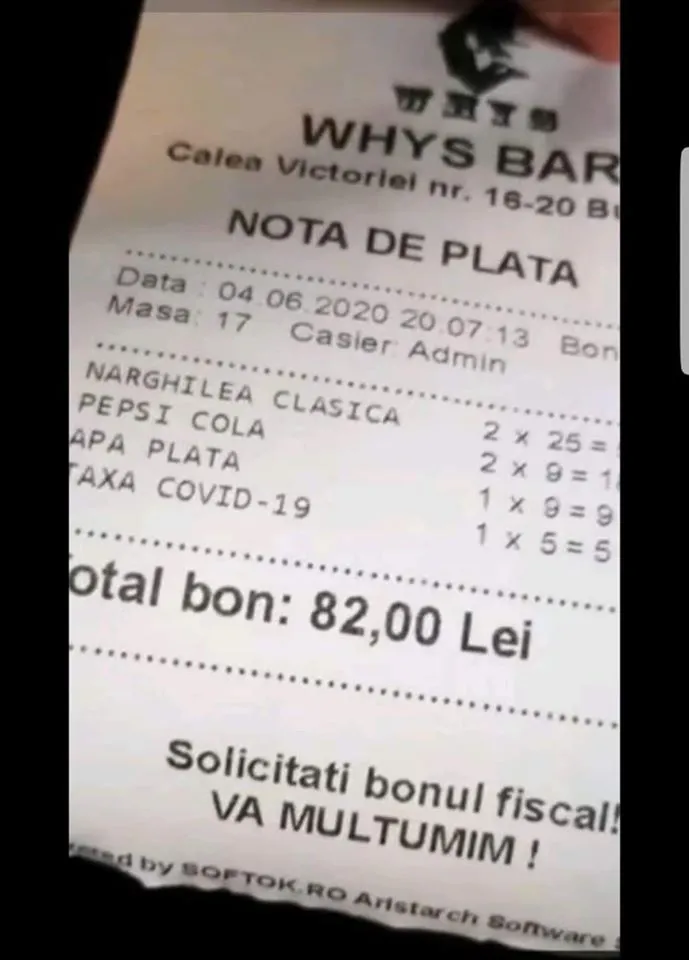 WHYS
WHYS BAR
Calea Victoriei nr. 16-20
NOTA DE PLATA
Data : 04.06.2020 20:07:13 Bon
Masa: 17 Casier: Admin
NARGHILEA CLASICA 2 x 25 =
PEPSI COLA 2 x 9 =
APA PLATA 1 x 9 = 9
TAXA COVID-19 1 x 5 = 5
otal bon: 82,00 Lei
Solicitati bonul fiscal!
VA MULTUMIM !
by SOFTOK.RO Aristarch Software